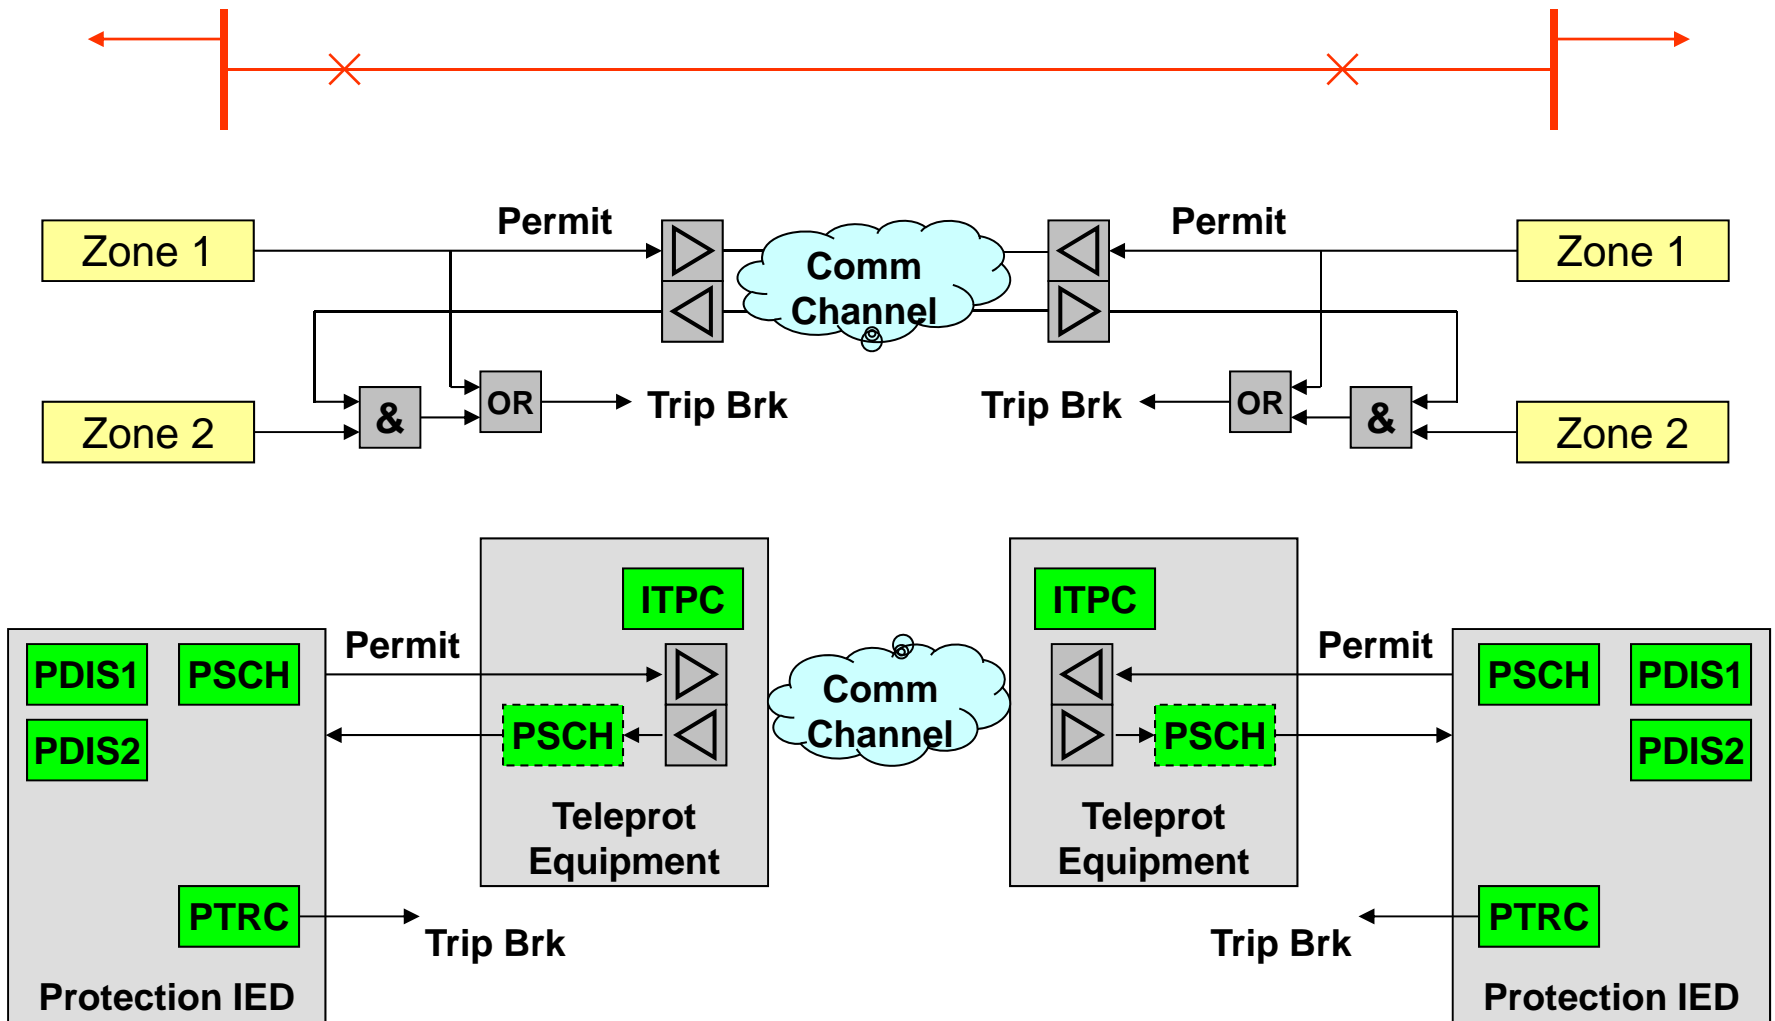 Permit
Permit
Zone 1
Comm
Channel
Zone 1
OR
Trip Brk
Trip Brk
OR
&
&
Zone 2
Zone 2
ITPC
ITPC
Permit
Permit
PDIS1
PSCH
Comm
Channel
PSCH
PDIS1
PDIS2
PSCH
PSCH
PDIS2
Teleprot
Equipment
Teleprot
Equipment
PTRC
Trip Brk
Trip Brk
PTRC
Protection IED
Protection IED